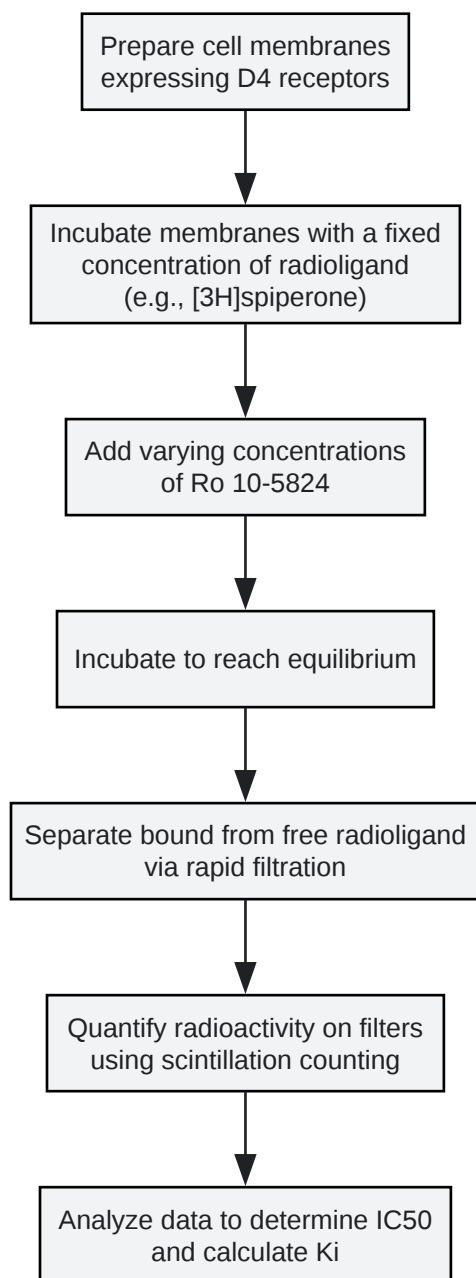 Prepare cell membranes
expressing D4 receptors
Incubate membranes with a fixed
concentration of radioligand
(e.g., [3H]spiperone)
Add varying concentrations
of Ro 10-5824
Incubate to reach equilibrium
Separate bound from free radioligand
via rapid filtration
Quantify radioactivity on filters
using scintillation counting
Analyze data to determine IC50
and calculate Ki